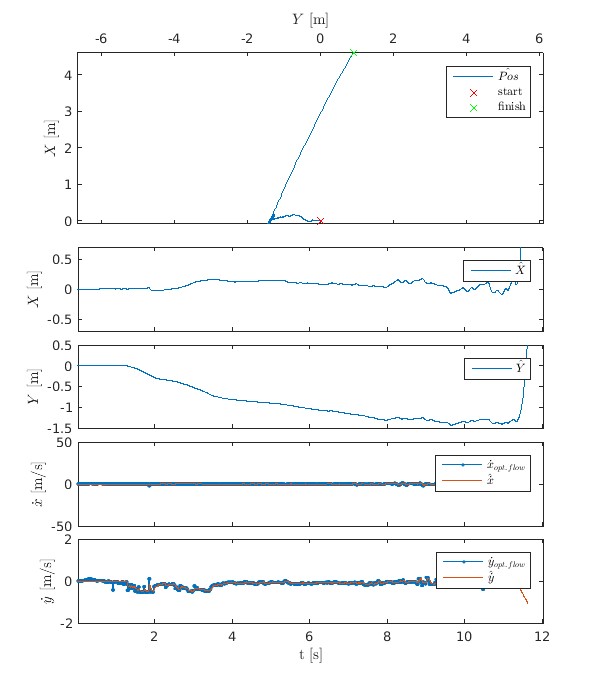 Y [m]
-6 -4 -2 0 2 4 6
X [m]
4
3
2
1
0
P̂os
start
finish
X [m]
0.5
0
-0.5
X̂
Y [m]
0.5
0
-0.5
-1
-1.5
Ŷ
ẋ [m/s]
50
0
-50
ẋopt.flow
ẋ̂
ẏ [m/s]
2
0
-2
ẏopt.flow
ẏ̂
2 4 6 8 10 12
t [s]